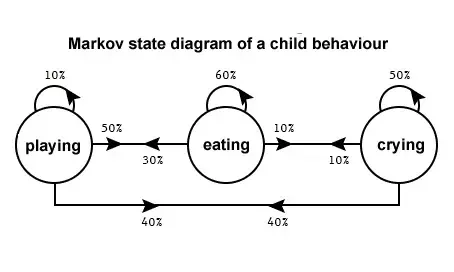 Markov state diagram of a child behaviour
10%
60%
50%
playing
50%
30%
eating
10%
10%
crying
40%
40%